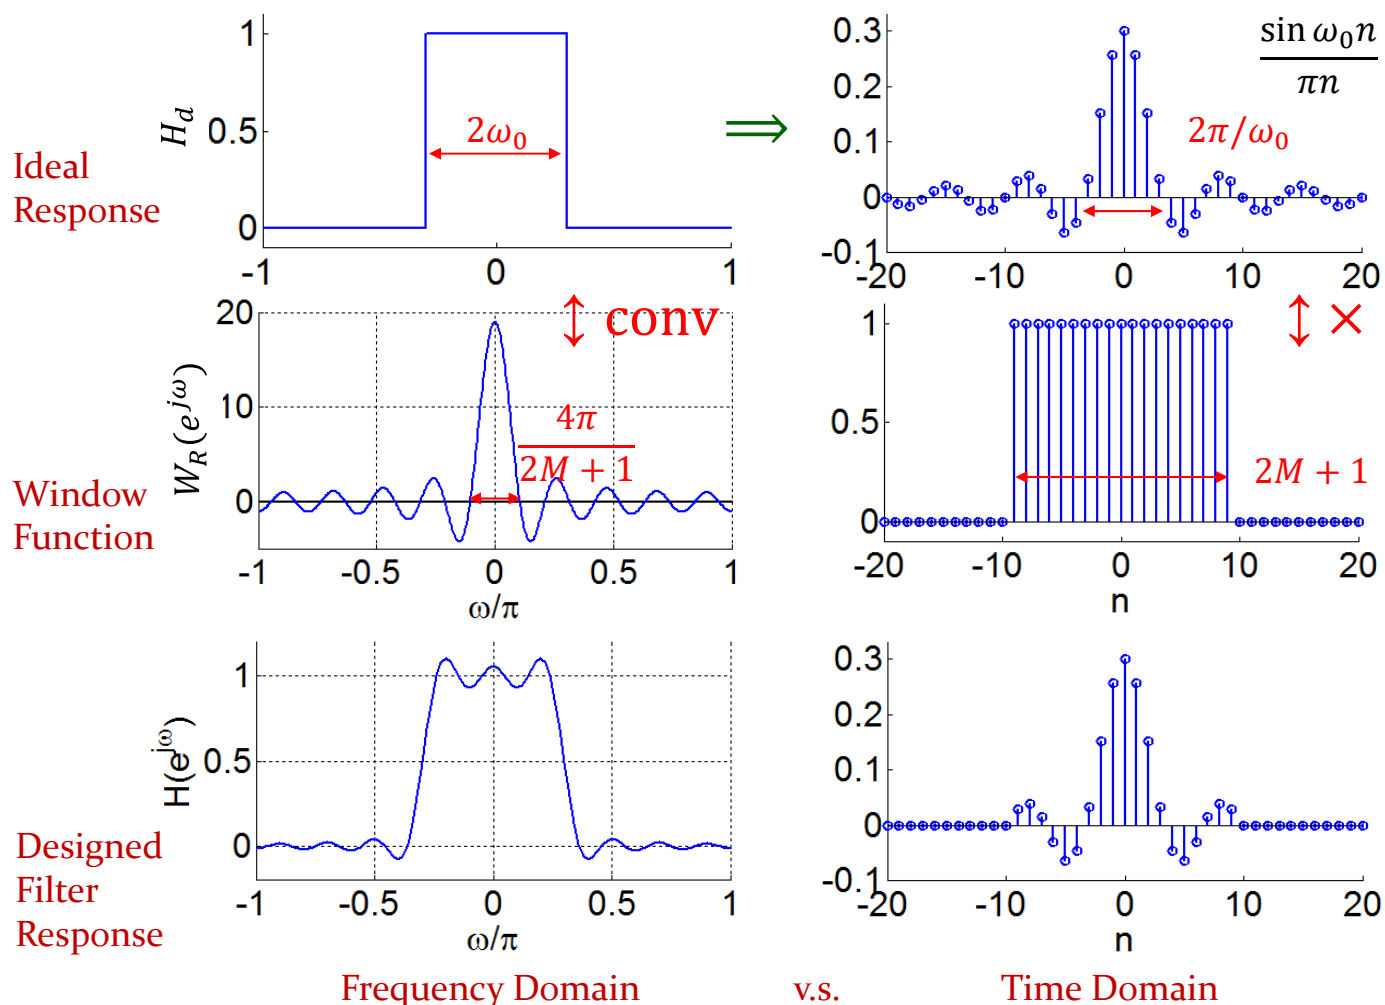 Ideal
Response
H_d
1
0.5
0
-1 0 1
2ω₀
⇒
sin ω₀n
πn
0.3
0.2
0.1
0
-0.1
-20 -10 0 10 20
2π/ω₀
↕ conv
↕ ×
Window
Function
W_R(e^{jω})
20
10
0
-1 -0.5 0 0.5 1
ω/π
4π
2M + 1
1
0.5
0
-20 -10 0 10 20
n
2M + 1
Designed
Filter
Response
H(e^{jω})
1
0.5
0
-1 -0.5 0 0.5 1
ω/π
0.3
0.2
0.1
0
-0.1
-20 -10 0 10 20
n
Frequency Domain v.s. Time Domain